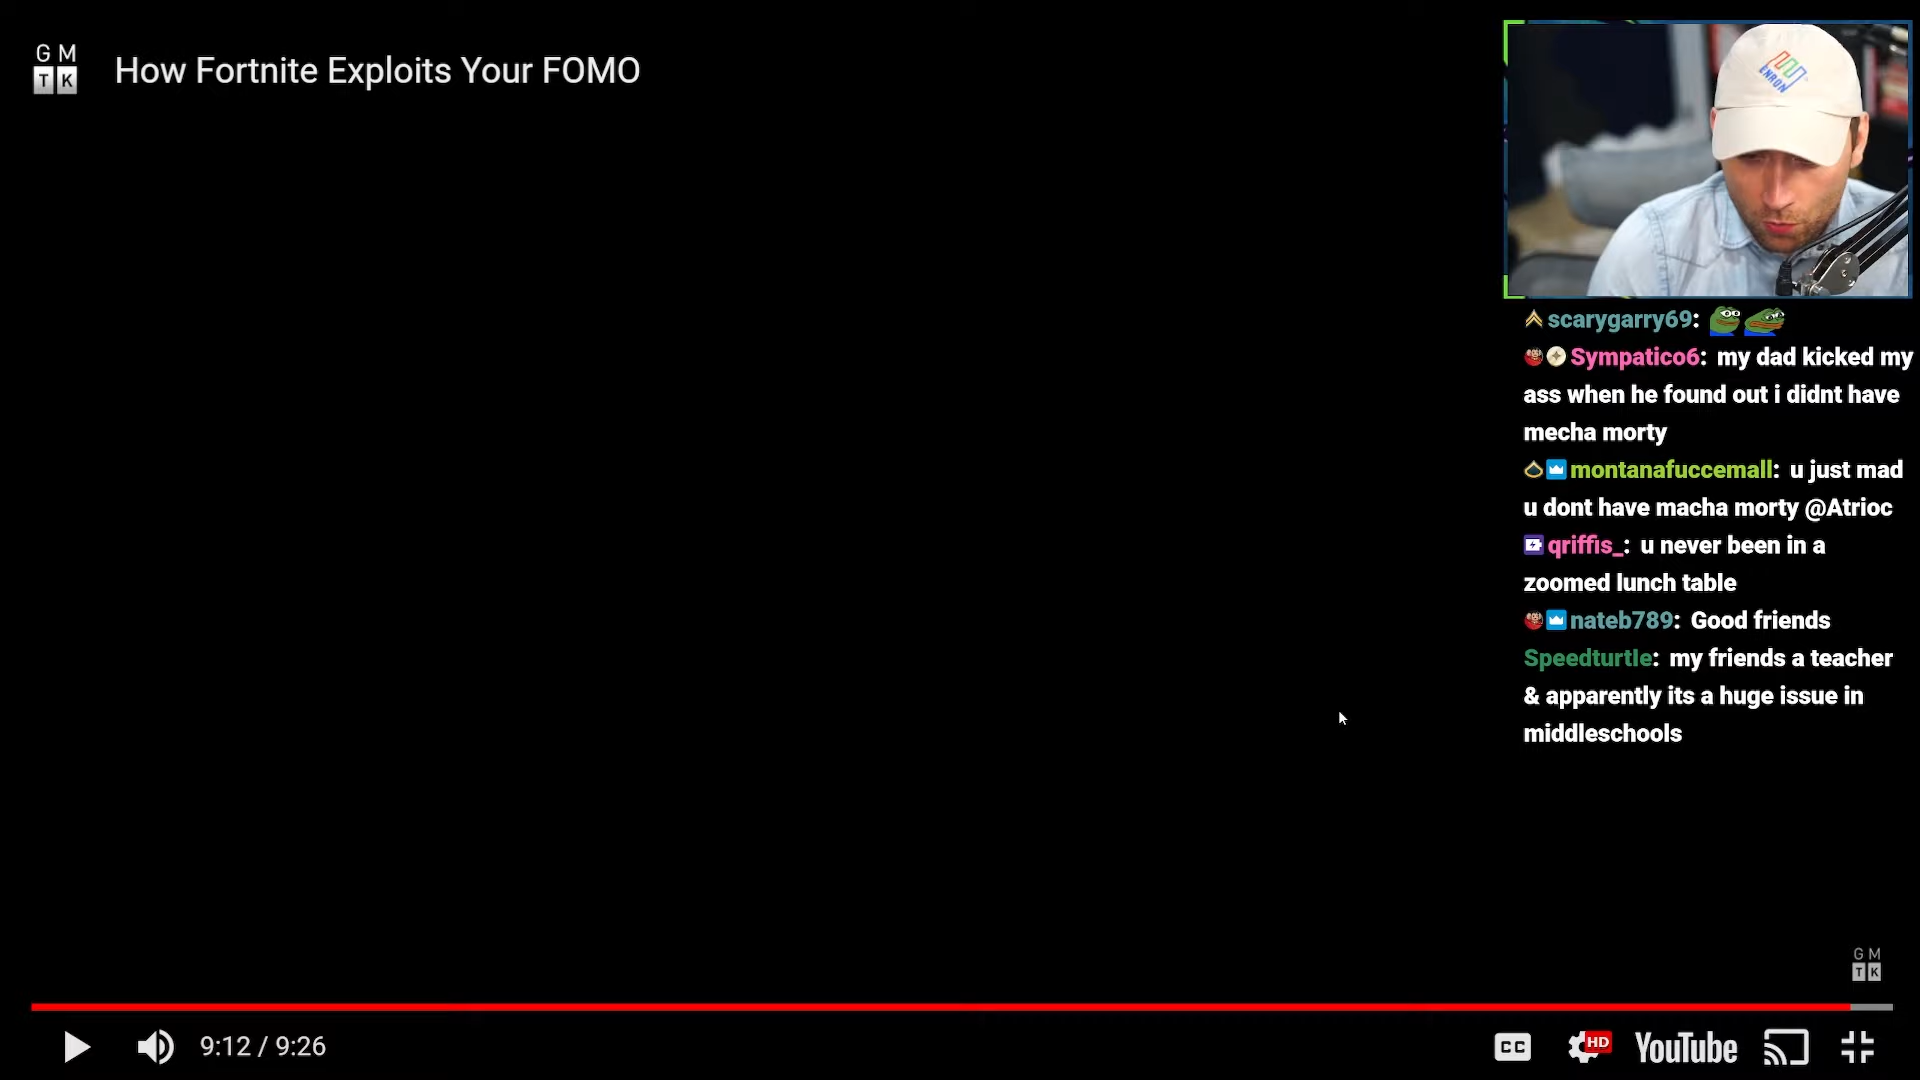 G M
T K
How Fortnite Exploits Your FOMO
ENRON
scarygarry69:
Sympatico6: my dad kicked my
ass when he found out i didnt have
mecha morty
montanafuccemall: u just mad
u dont have macha morty @Atrioc
qriffis_: u never been in a
zoomed lunch table
nateb789: Good friends
Speedturtle: my friends a teacher
& apparently its a huge issue in
middleschools
G M
T K
9:12 / 9:26
CC
HD
YouTube